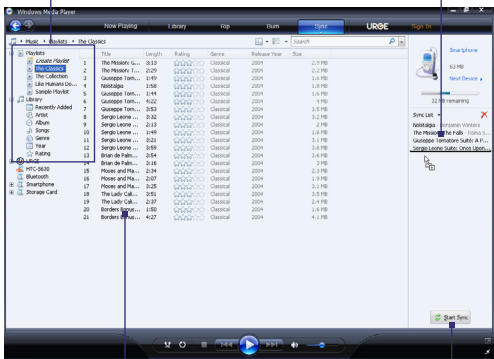 Windows Media Player
Now Playing Library Rip Burn Sync URGE Sign In
Music ▸ Playlists ▸ The Classics Search
Playlists
Create Playlist
The Classics
The Collection
Like Humans Do...
Sample Playlist
Library
Recently Added
Artist
Album
Songs
Genre
Year
Rating
URGE
HTC-S630
Bluetooth
Smartphone
Storage Card
Title Length Rating Genre Release Year Size
1 The Mission: G... 3:13 Classical 2004 2.9 MB
2 The Mission: T... 2:29 Classical 2004 2.2 MB
3 Giuseppe Tom... 1:49 Classical 2004 1.6 MB
4 Nolstalgia 1:58 Classical 2004 1.8 MB
5 Giuseppe Tom... 1:44 Classical 2004 1.6 MB
6 Giuseppe Tom... 4:22 Classical 2004 4 MB
7 Giuseppe Tom... 3:53 Classical 2004 3.5 MB
8 Sergio Leone ... 3:32 Classical 2004 3.2 MB
9 Sergio Leone ... 2:13 Classical 2004 2 MB
10 Sergio Leone ... 1:49 Classical 2004 1.6 MB
11 Sergio Leone ... 3:21 Classical 2004 3.1 MB
12 Sergio Leone ... 3:59 Classical 2004 3.6 MB
13 Brian de Palm... 3:54 Classical 2004 3.6 MB
14 Brian de Palm... 3:16 Classical 2004 3 MB
15 Moses and Ma... 2:34 Classical 2004 2.3 MB
16 Moses and Ma... 2:07 Classical 2004 1.9 MB
17 Moses and Ma... 3:25 Classical 2004 3.1 MB
18 The Lady Cali... 3:51 Classical 2004 3.5 MB
19 The Lady Cali... 2:37 Classical 2004 2.4 MB
20 Borders Bonus... 1:50 Classical 2004 1.6 MB
21 Borders Bonus... 4:27 Classical 2004 4.1 MB
Smartphone
63 MB
Next Device
32 MB remaining
Sync List
Nolstalgia Benjamin Winters
The Mission: The Falls
Giuseppe Tornatore Suite: A P...
Sergio Leone Suite: Once Upon...
Start Sync